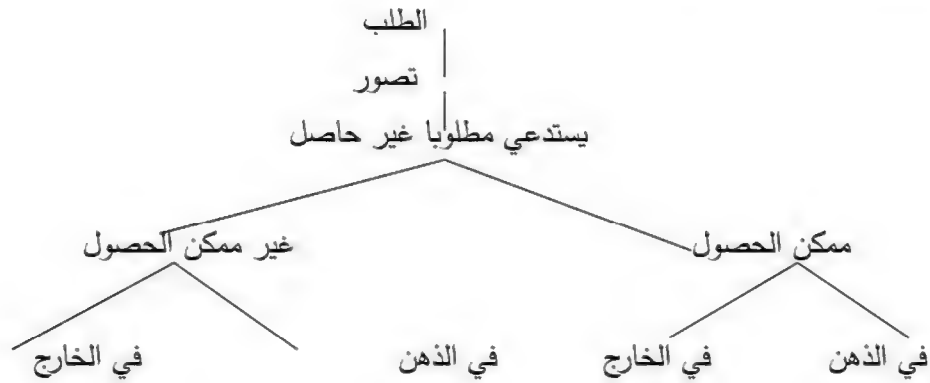 الطلب
تصور
يستدعي مطلوبا غير حاصل
ممكن الحصول غير ممكن الحصول
في الذهن في الخارج في الذهن في الخارج